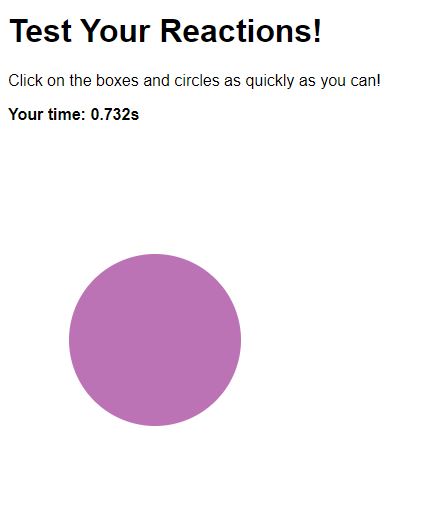 Test Your Reactions!
Click on the boxes and circles as quickly as you can!
Your time: 0.732s